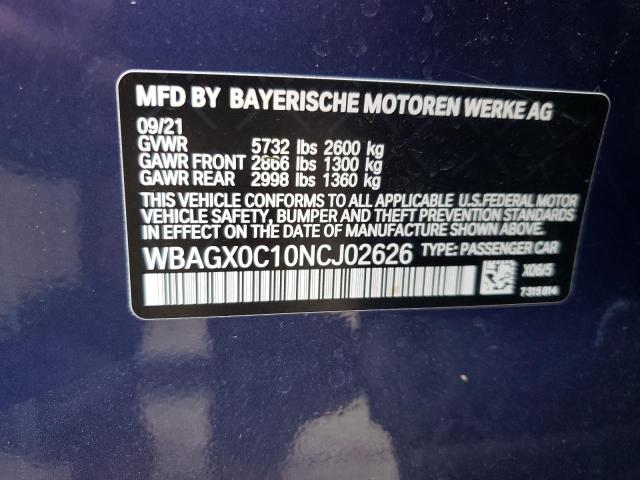 MFD BY BAYERISCHE MOTOREN WERKE AG
09/21
GVWR 5732 lbs 2600 kg
GAWR FRONT 2866 lbs 1300 kg
GAWR REAR 2998 lbs 1360 kg
THIS VEHICLE CONFORMS TO ALL APPLICABLE U.S.FEDERAL MOTOR
VEHICLE SAFETY, BUMPER, AND THEFT PREVENTION STANDARDS
IN EFFECT ON THE DATE OF MANUFACTURE SHOWN ABOVE.
WBAGX0C10NCJ02626 TYPE: PASSENGER CAR
X06/5
7315814